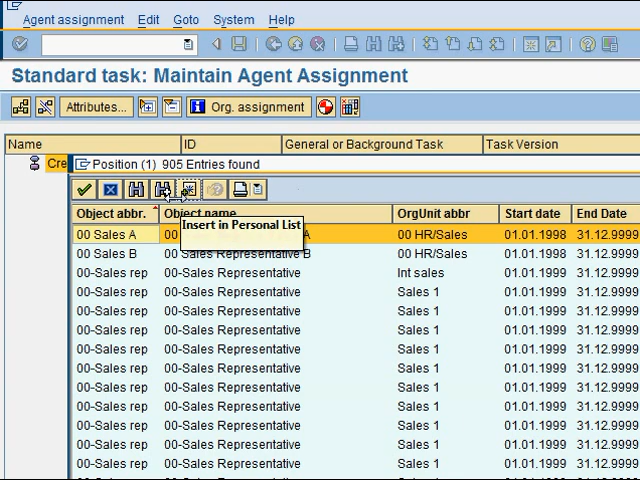 Agent assignment Edit Goto System Help
Standard task: Maintain Agent Assignment
Attributes... Org. assignment
Name ID General or Background Task Task Version
Cre Position (1) 905 Entries found
Object abbr. Object name OrgUnit abbr Start date End Date
Insert in Personal List
00 Sales A A 00 HR/Sales 01.01.1998 31.12.9999
00 Sales B 00 Sales Representative B 00 HR/Sales 01.01.1998 31.12.9999
00-Sales rep 00-Sales Representative Int sales 01.01.1999 31.12.9999
00-Sales rep 00-Sales Representative Sales 1 01.01.1999 31.12.9999
00-Sales rep 00-Sales Representative Sales 1 01.01.1999 31.12.9999
00-Sales rep 00-Sales Representative Sales 1 01.01.1999 31.12.9999
00-Sales rep 00-Sales Representative Sales 1 01.01.1999 31.12.9999
00-Sales rep 00-Sales Representative Sales 1 01.01.1999 31.12.9999
00-Sales rep 00-Sales Representative Sales 1 01.01.1999 31.12.9999
00-Sales rep 00-Sales Representative Sales 1 01.01.1999 31.12.9999
00-Sales rep 00-Sales Representative Sales 1 01.01.1999 31.12.9999
00-Sales rep 00-Sales Representative Sales 1 01.01.1999 31.12.9999
00-Sales rep 00-Sales Representative Sales 1 01.01.1999 31.12.9999